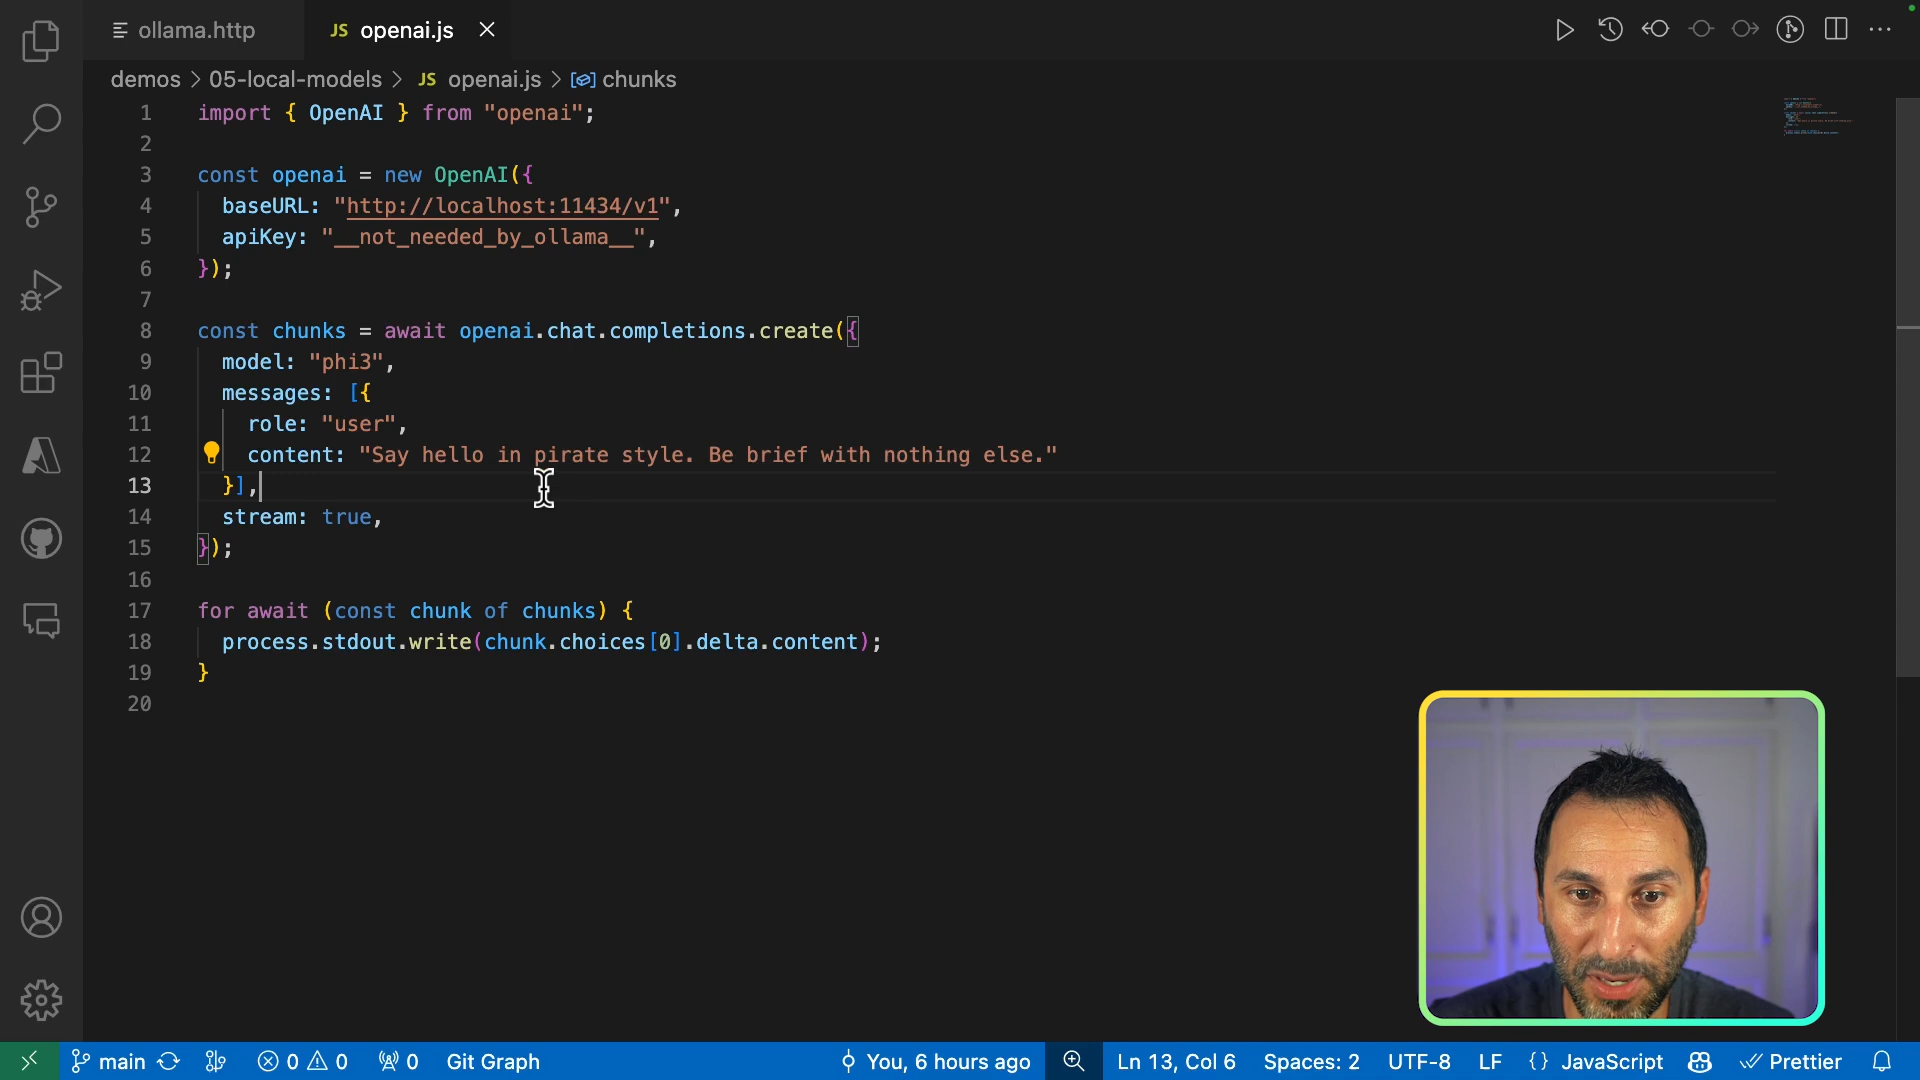 ollama.http
JS openai.js
demos > 05-local-models > JS openai.js > chunks
1 import { OpenAI } from "openai";
2
3 const openai = new OpenAI({
4 baseURL: "http://localhost:11434/v1",
5 apiKey: "__not_needed_by_ollama__",
6 });
7
8 const chunks = await openai.chat.completions.create({
9 model: "phi3",
10 messages: [{
11 role: "user",
12 content: "Say hello in pirate style. Be brief with nothing else."
13 }],
14 stream: true,
15 });
16
17 for await (const chunk of chunks) {
18 process.stdout.write(chunk.choices[0].delta.content);
19 }
20
main 0 0 0 Git Graph You, 6 hours ago Ln 13, Col 6 Spaces: 2 UTF-8 LF {} JavaScript Prettier